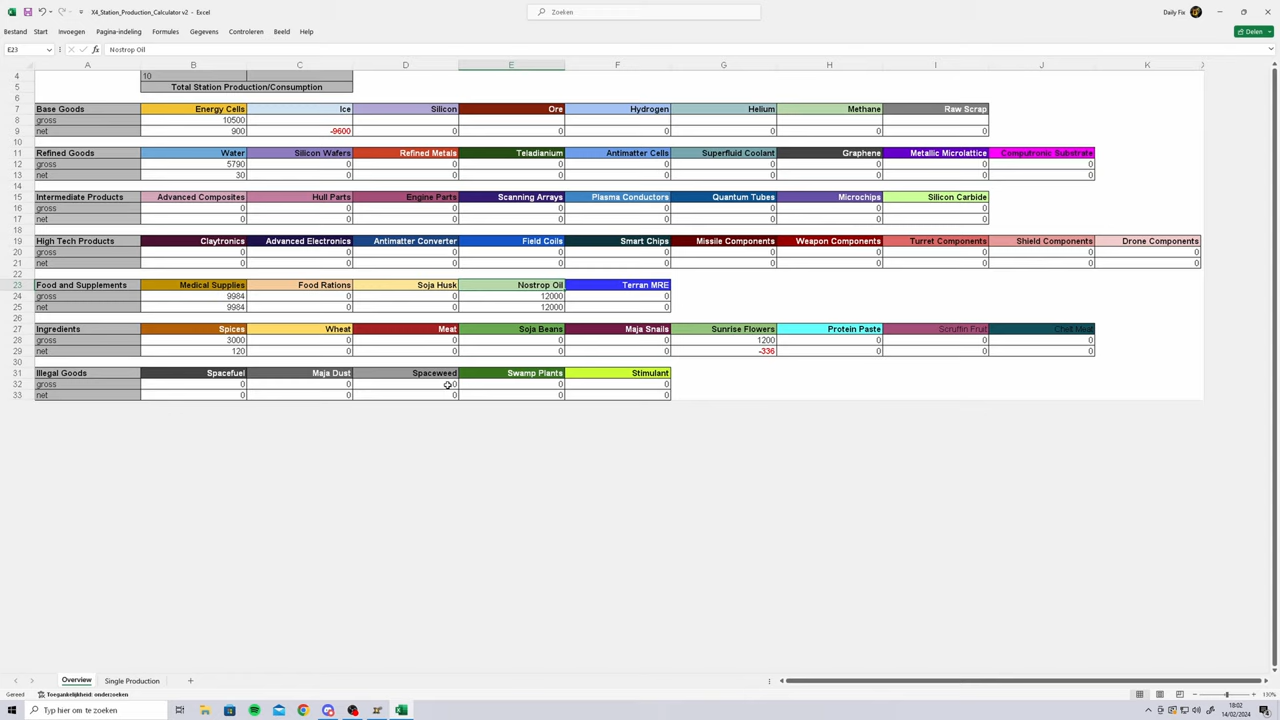 X4_Station_Production_Calculator v2 - Excel
Zoeken
Daily Fix
Bestand Start Invoegen Pagina-indeling Formules Gegevens Controleren Beeld Help
Delen
E23 fx Nostrop Oil
A B C D E F G H I J K
4 10
5 Total Station Production/Consumption
6
7 Base Goods Energy Cells Ice Silicon Ore Hydrogen Helium Methane Raw Scrap
8 gross 10500
9 net 900 -9600 0 0 0 0 0 0
10
11 Refined Goods Water Silicon Wafers Refined Metals Teladianium Antimatter Cells Superfluid Coolant Graphene Metallic Microlattice Computronic Substrate
12 gross 5790 0 0 0 0 0 0 0 0
13 net 30 0 0 0 0 0 0 0 0
14
15 Intermediate Products Advanced Composites Hull Parts Engine Parts Scanning Arrays Plasma Conductors Quantum Tubes Microchips Silicon Carbide
16 gross 0 0 0 0 0 0 0 0
17 net 0 0 0 0 0 0 0 0
18
19 High Tech Products Claytronics Advanced Electronics Antimatter Converter Field Coils Smart Chips Missile Components Weapon Components Turret Components Shield Components Drone Components
20 gross 0 0 0 0 0 0 0 0 0 0
21 net 0 0 0 0 0 0 0 0 0 0
22
23 Food and Supplements Medical Supplies Food Rations Soja Husk Nostrop Oil Terran MRE
24 gross 9984 0 0 12000 0
25 net 9984 0 0 12000 0
26
27 Ingredients Spices Wheat Meat Soja Beans Maja Snails Sunrise Flowers Protein Paste Scruffin Fruit Chelt Meat
28 gross 3000 0 0 0 0 1200 0 0 0
29 net 120 0 0 0 0 -336 0 0 0
30
31 Illegal Goods Spacefuel Maja Dust Spaceweed Swamp Plants Stimulant
32 gross 0 0 0 0 0
33 net 0 0 0 0 0
Overview Single Production
Gereed Toegankelijkheid: onderzoeken 130%
Typ hier om te zoeken
18:02
14/02/2024